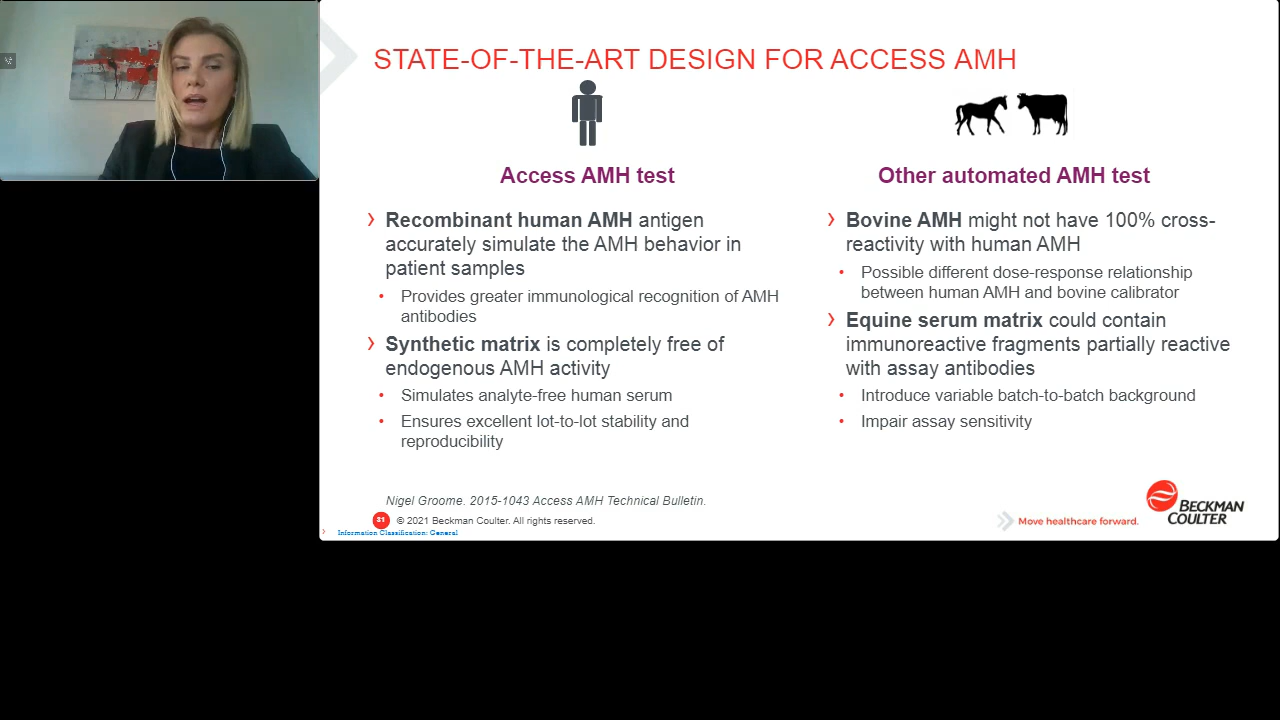 STATE-OF-THE-ART DESIGN FOR ACCESS AMH
Access AMH test
› Recombinant human AMH antigen
accurately simulate the AMH behavior in
patient samples
• Provides greater immunological recognition of AMH
antibodies
› Synthetic matrix is completely free of
endogenous AMH activity
• Simulates analyte-free human serum
• Ensures excellent lot-to-lot stability and
reproducibility
Other automated AMH test
› Bovine AMH might not have 100% cross-
reactivity with human AMH
• Possible different dose-response relationship
between human AMH and bovine calibrator
› Equine serum matrix could contain
immunoreactive fragments partially reactive
with assay antibodies
• Introduce variable batch-to-batch background
• Impair assay sensitivity
Nigel Groome. 2015-1043 Access AMH Technical Bulletin.
31 © 2021 Beckman Coulter. All rights reserved.
Information Classification: General
Move healthcare forward.
BECKMAN
COULTER